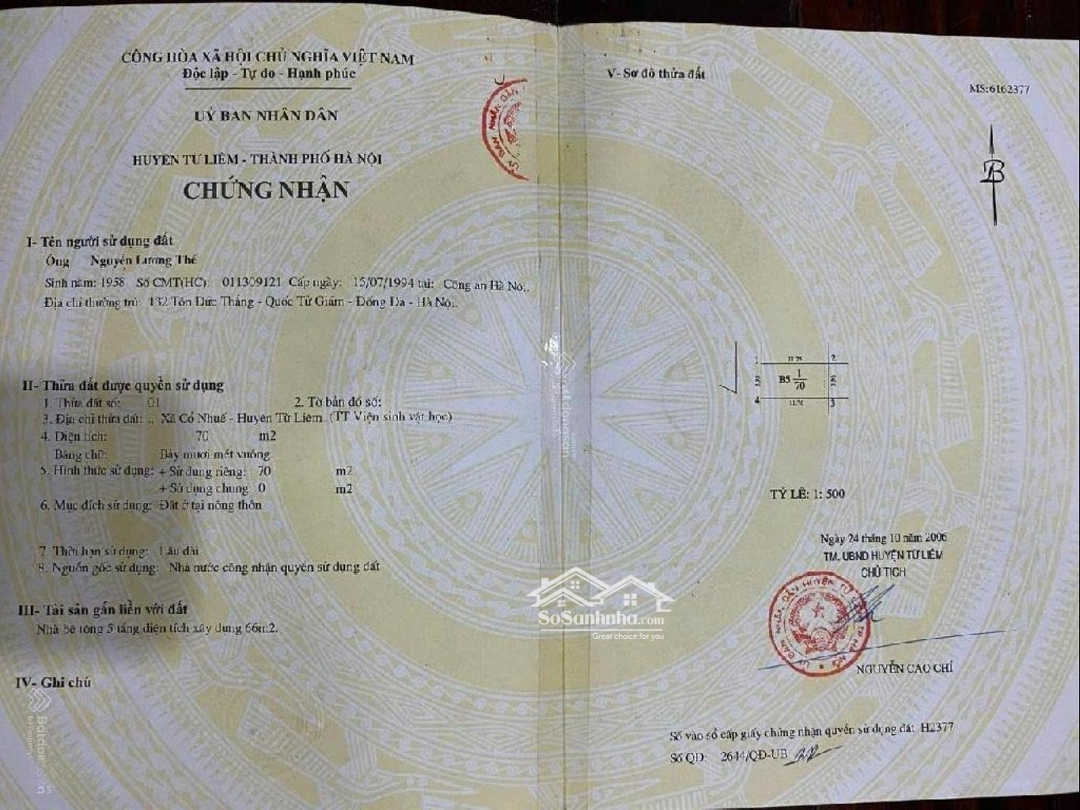 CỘNG HÒA XÃ HỘI CHỦ NGHĨA VIỆT NAM
Độc lập - Tự do - Hạnh phúc
UỶ BAN NHÂN DÂN
HUYỆN TỪ LIÊM - THÀNH PHỐ HÀ NỘI
CHỨNG NHẬN
I- Tên người sử dụng đất
Ông Nguyễn Lương Thế
Sinh năm: 1958 Số CMT(HC): 011309121 Cấp ngày: 15/07/1994 tại: Công an Hà Nội.
Địa chỉ thường trú: 132 Tôn Đức Thắng - Quốc Tử Giám - Đống Đa - Hà Nội.
II- Thửa đất được quyền sử dụng
1. Thửa đất số: 01 2. Tờ bản đồ số:
3. Địa chỉ thửa đất: .. Xã Cổ Nhuế - Huyện Từ Liêm. (TT Viện sinh vật học)
4. Diện tích: 70 m2
Bằng chữ: Bảy mươi mét vuông
5. Hình thức sử dụng: + Sử dụng riêng: 70 m2
+ Sử dụng chung 0 m2
6. Mục đích sử dụng: Đất ở tại nông thôn
7 Thời hạn sử dụng: Lâu dài
8. Nguồn gốc sử dụng: Nhà nước công nhận quyền sử dụng đất
III- Tài sản gắn liền với đất
Nhà bê tông 5 tầng diện tích xây dựng 66m2.
IV- Ghi chú
V- Sơ đồ thửa đất
MS:6162377
B
1 2
B5 1
70
4 3
TỶ LÊ: 1: 500
Ngày 24 tháng 10 năm 2006
TM. UBND HUYỆN TỪ LIÊM
CHỦ TỊCH
NGUYỄN CAO CHÍ
Số vào sổ cấp giấy chứng nhận quyền sử dụng đất H2377
Số QĐ: 2644/QĐ-UB
SoSanhnha.com
Great choice for you
Batdongsan